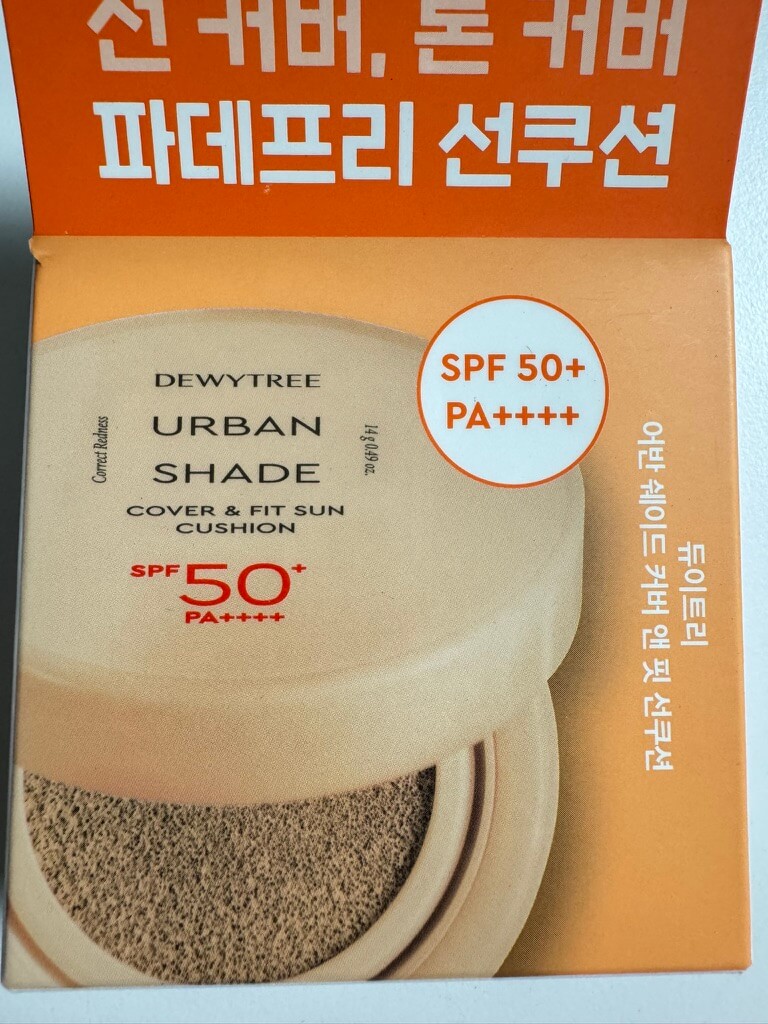 선 커버, 톤 커버
파데프리 선쿠션
SPF 50+
PA++++
DEWYTREE
URBAN
SHADE
COVER & FIT SUN
CUSHION
SPF 50+
PA++++
Correct Redness
14 g 0.49 oz.
듀이트리
어반 쉐이드 커버 앤 핏 선쿠션